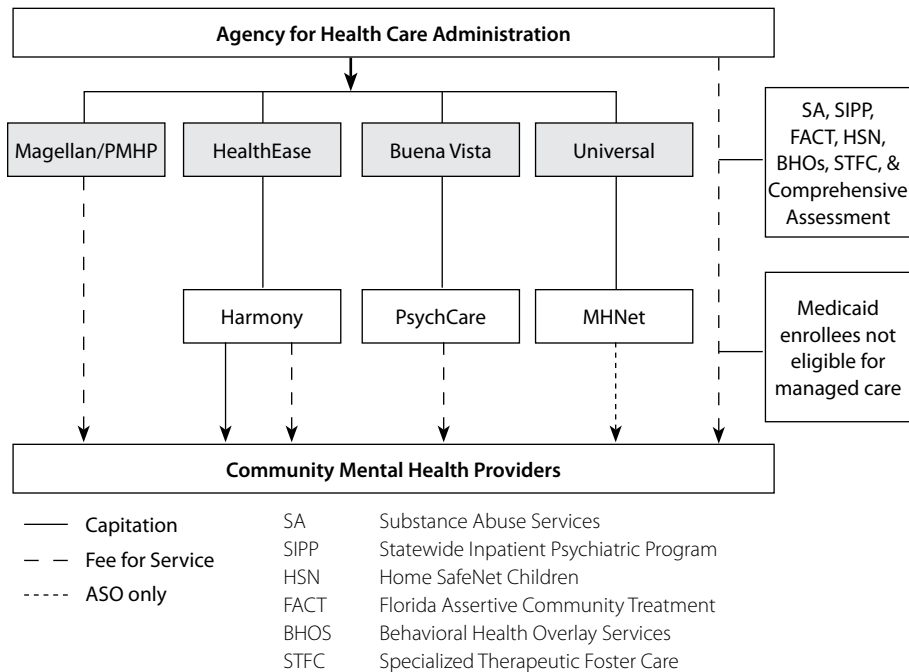 Agency for Health Care Administration
Magellan/PMHP
HealthEase
Buena Vista
Universal
SA, SIPP,
FACT, HSN,
BHOs, STFC, &
Comprehensive
Assessment
Harmony
PsychCare
MHNet
Medicaid
enrollees not
eligible for
managed care
Community Mental Health Providers
Capitation
Fee for Service
ASO only
SA Substance Abuse Services
SIPP Statewide Inpatient Psychiatric Program
HSN Home SafeNet Children
FACT Florida Assertive Community Treatment
BHOS Behavioral Health Overlay Services
STFC Specialized Therapeutic Foster Care